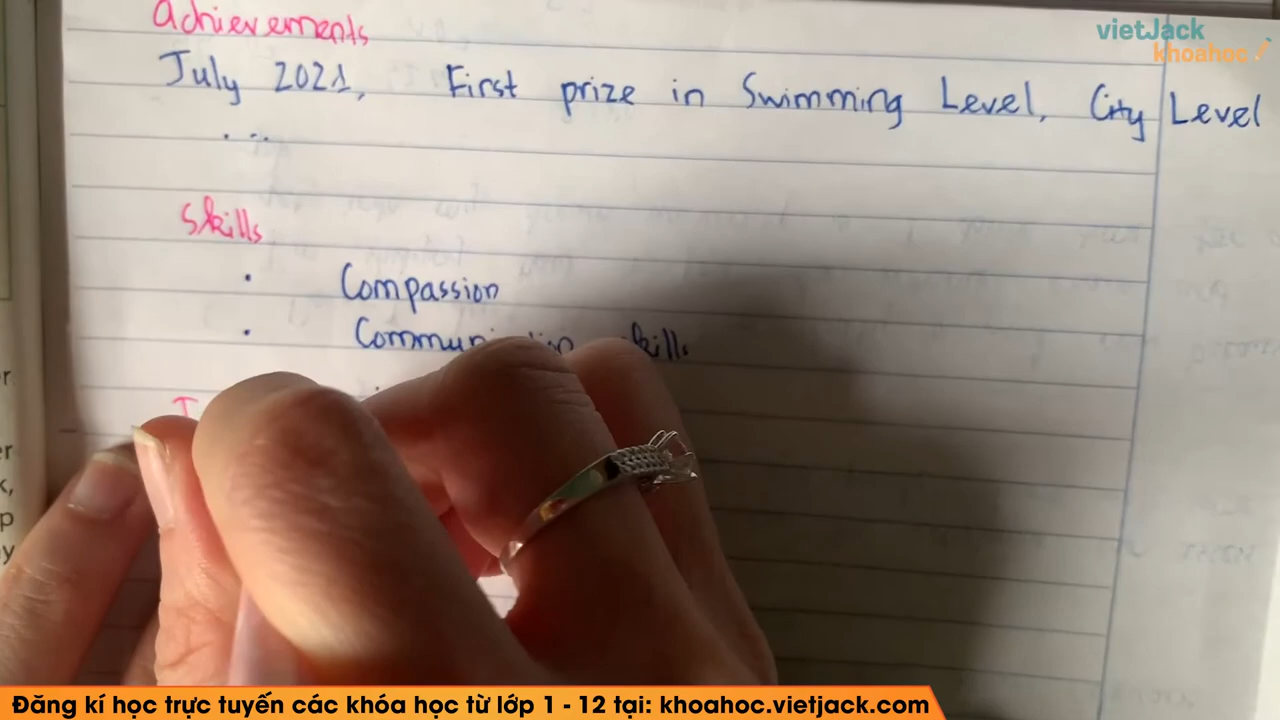 achievements
July 2021, First prize in Swimming Level, City Level
. ...
Skills
· Compassion
· skills
vietJack
khoahoc
Đăng kí học trực tuyến các khóa học từ lớp 1 - 12 tại: khoahoc.vietjack.com